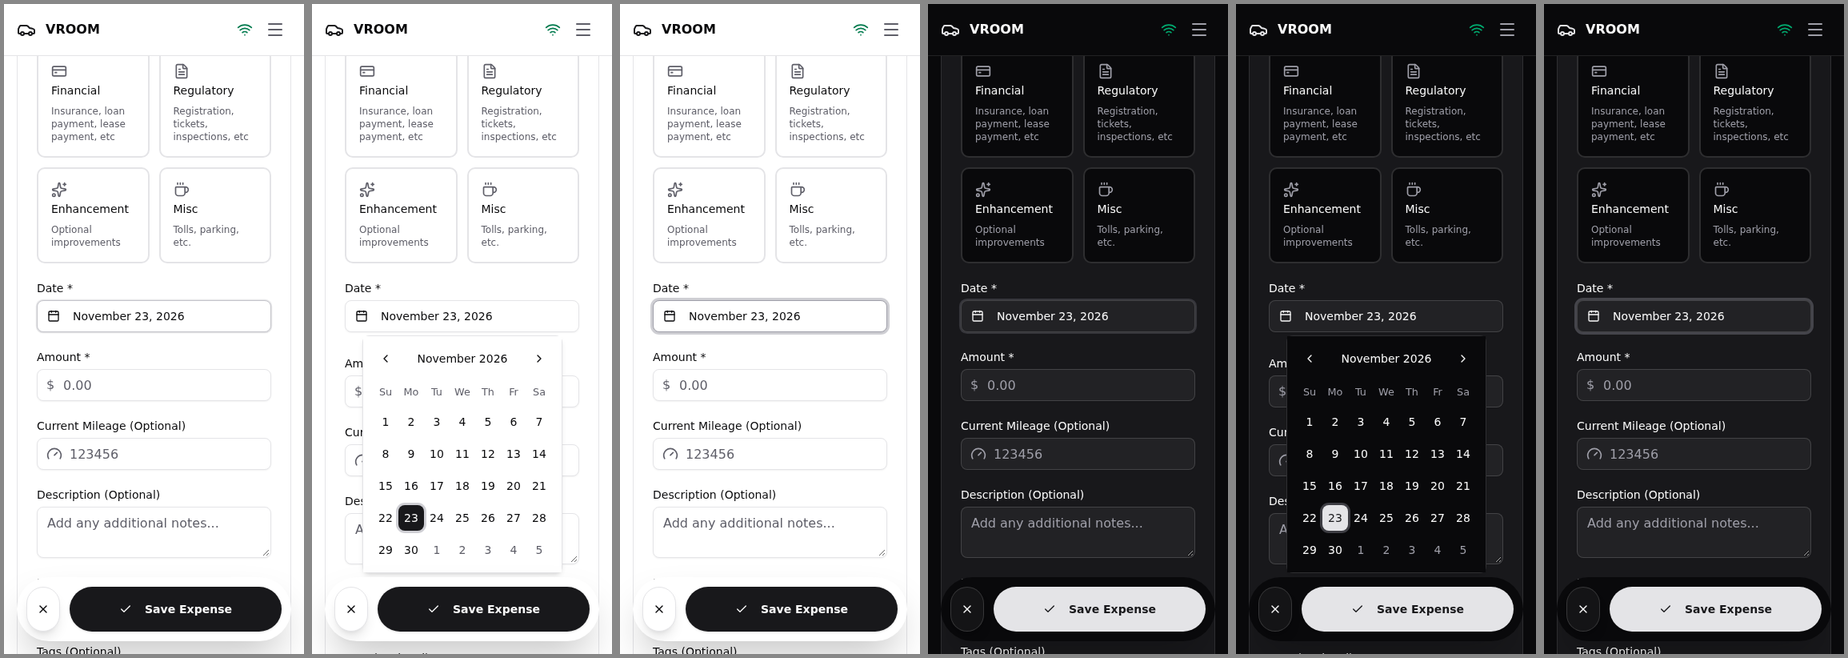 VROOM
Financial
Insurance, loan
payment, lease
payment, etc
Regulatory
Registration,
tickets,
inspections, etc
Enhancement
Optional
improvements
Misc
Tolls, parking,
etc.
Date *
November 23, 2026
Amount *
$ 0.00
Current Mileage (Optional)
123456
Description (Optional)
Add any additional notes...
Save Expense
Tags (Optional)
VROOM
Financial
Insurance, loan
payment, lease
payment, etc
Regulatory
Registration,
tickets,
inspections, etc
Enhancement
Optional
improvements
Misc
Tolls, parking,
etc.
Date *
November 23, 2026
Am
$
Cur
Des
A
November 2026
Su Mo Tu We Th Fr Sa
1 2 3 4 5 6 7
8 9 10 11 12 13 14
15 16 17 18 19 20 21
22 23 24 25 26 27 28
29 30 1 2 3 4 5
Save Expense
VROOM
Financial
Insurance, loan
payment, lease
payment, etc
Regulatory
Registration,
tickets,
inspections, etc
Enhancement
Optional
improvements
Misc
Tolls, parking,
etc.
Date *
November 23, 2026
Amount *
$ 0.00
Current Mileage (Optional)
123456
Description (Optional)
Add any additional notes...
Save Expense
Tags (Optional)
VROOM
Financial
Insurance, loan
payment, lease
payment, etc
Regulatory
Registration,
tickets,
inspections, etc
Enhancement
Optional
improvements
Misc
Tolls, parking,
etc.
Date *
November 23, 2026
Amount *
$ 0.00
Current Mileage (Optional)
123456
Description (Optional)
Add any additional notes...
Save Expense
Tags (Optional)
VROOM
Financial
Insurance, loan
payment, lease
payment, etc
Regulatory
Registration,
tickets,
inspections, etc
Enhancement
Optional
improvements
Misc
Tolls, parking,
etc.
Date *
November 23, 2026
Am
$
Cur
Des
A
November 2026
Su Mo Tu We Th Fr Sa
1 2 3 4 5 6 7
8 9 10 11 12 13 14
15 16 17 18 19 20 21
22 23 24 25 26 27 28
29 30 1 2 3 4 5
Save Expense
VROOM
Financial
Insurance, loan
payment, lease
payment, etc
Regulatory
Registration,
tickets,
inspections, etc
Enhancement
Optional
improvements
Misc
Tolls, parking,
etc.
Date *
November 23, 2026
Amount *
$ 0.00
Current Mileage (Optional)
123456
Description (Optional)
Add any additional notes...
Save Expense
Tags (Optional)